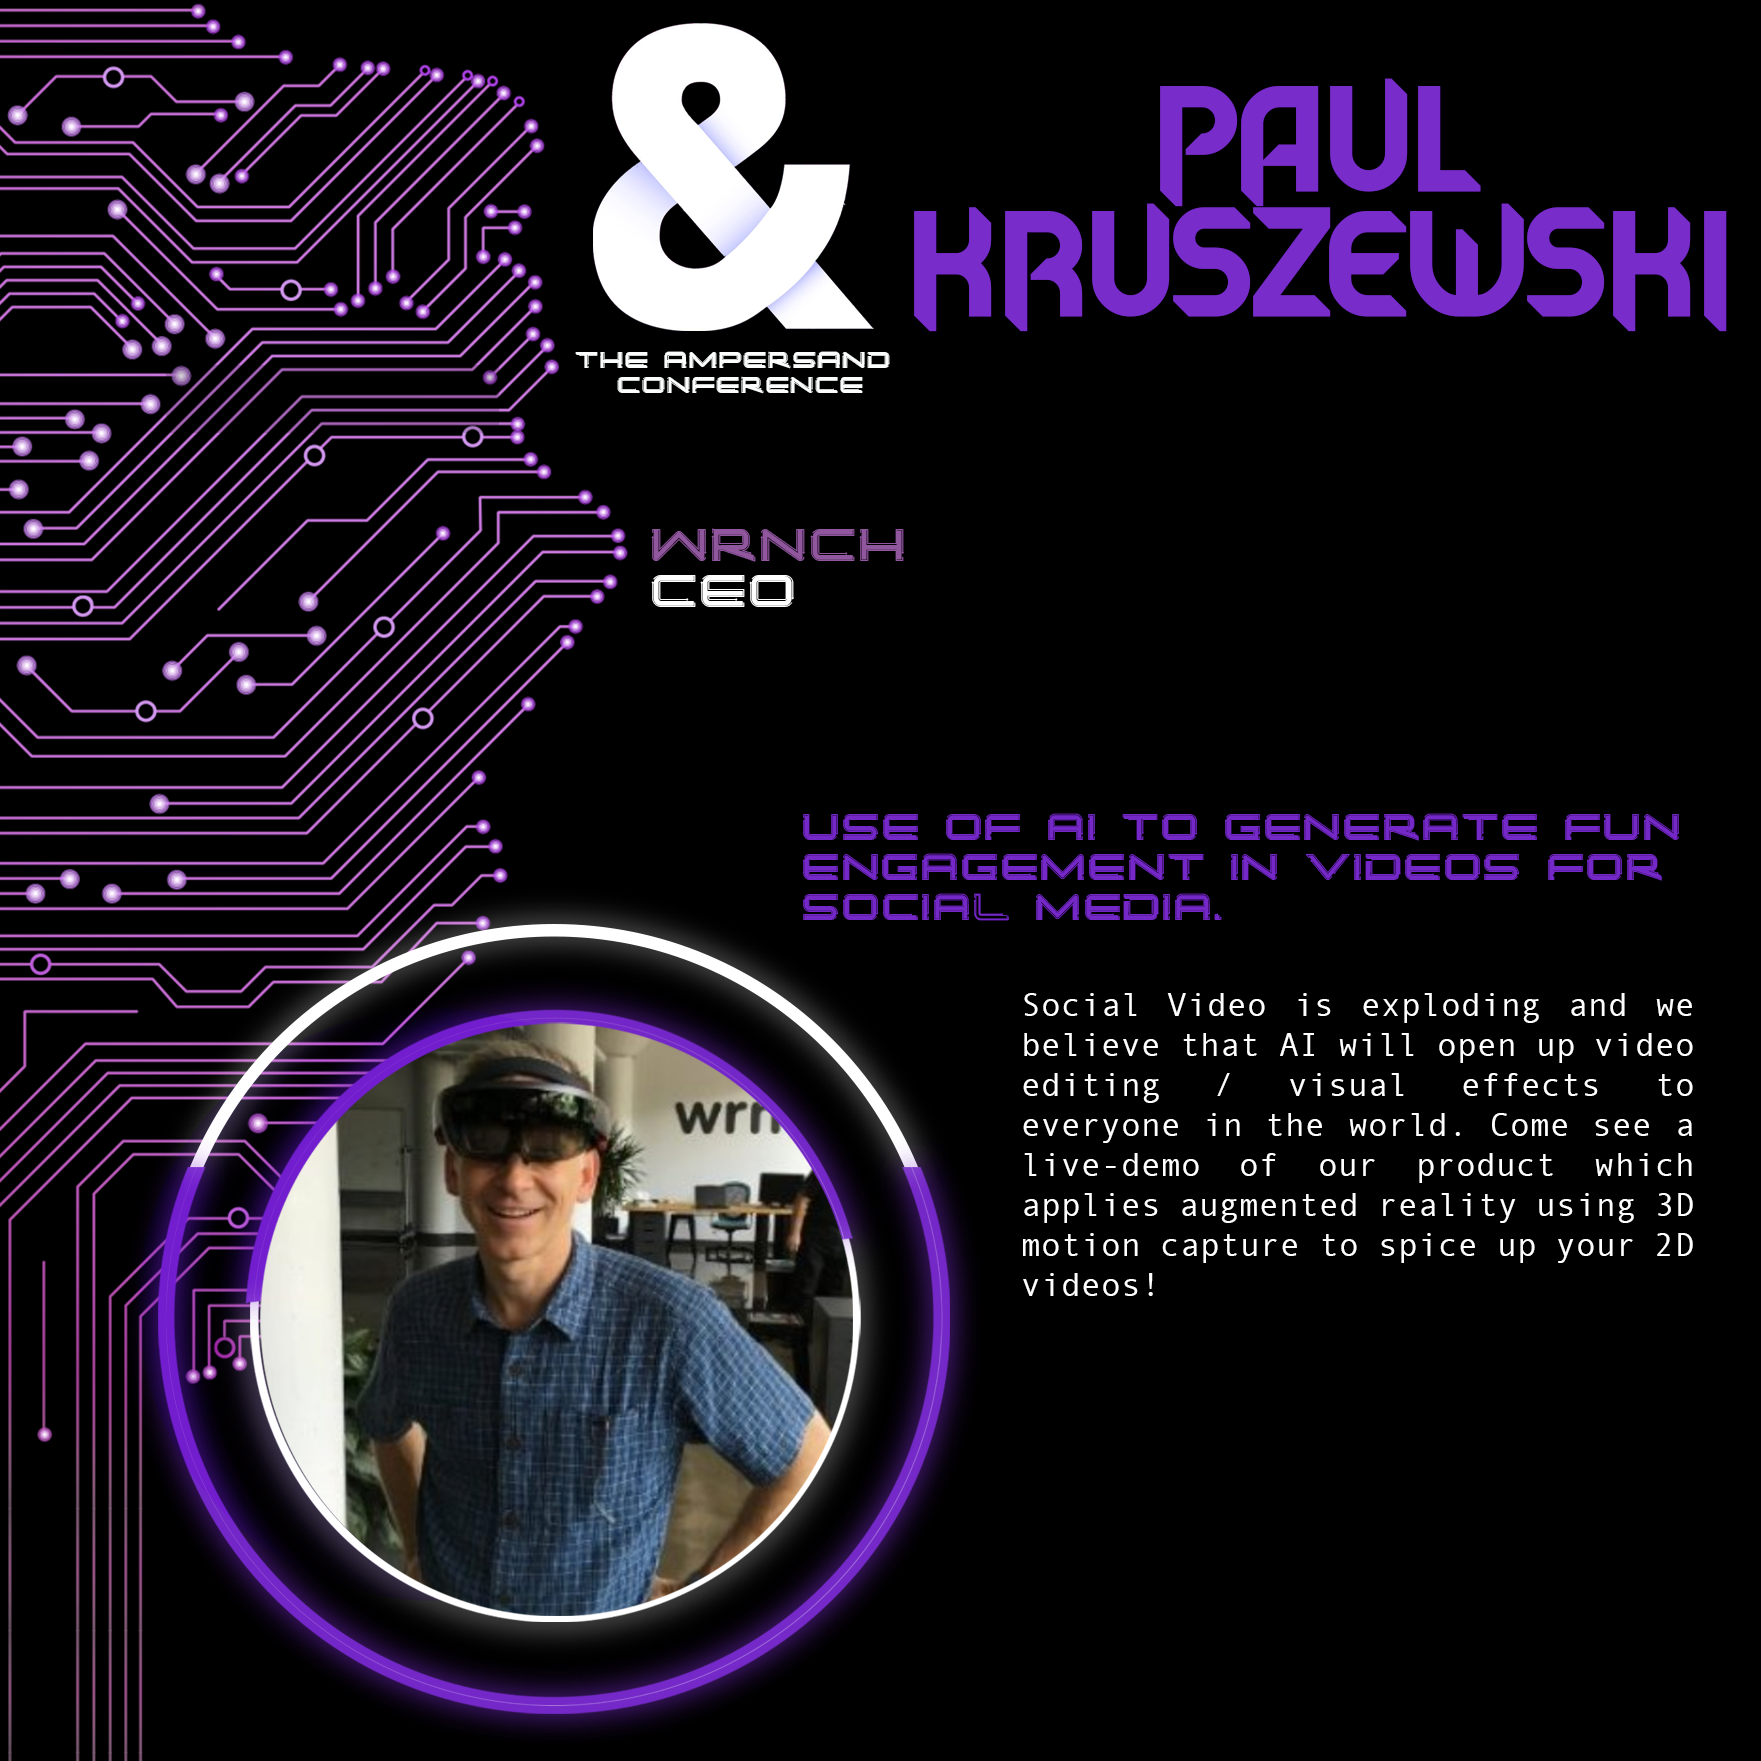 &
THE AMPERSAND
CONFERENCE
PAUL
KRUSZEWSKI
WRNCH
CEO
USE OF AI TO GENERATE FUN
ENGAGEMENT IN VIDEOS FOR
SOCIAL MEDIA.
Social Video is exploding and we
believe that AI will open up video
editing / visual effects to
everyone in the world. Come see a
live-demo of our product which
applies augmented reality using 3D
motion capture to spice up your 2D
videos!
wrn